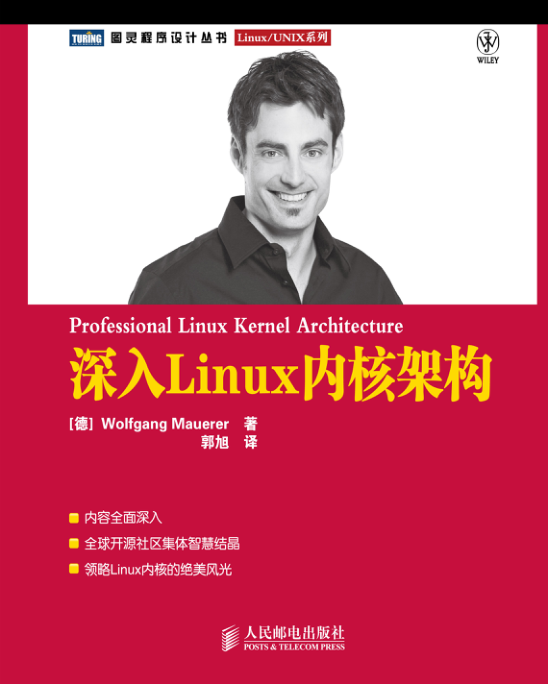 TURING 图灵程序设计丛书 Linux/UNIX系列
WILEY
Professional Linux Kernel Architecture
深入Linux内核架构
[德] Wolfgang Mauerer 著
郭旭 译
内容全面深入
全球开源社区集体智慧结晶
领略Linux内核的绝美风光
人民邮电出版社
POSTS & TELECOM PRESS